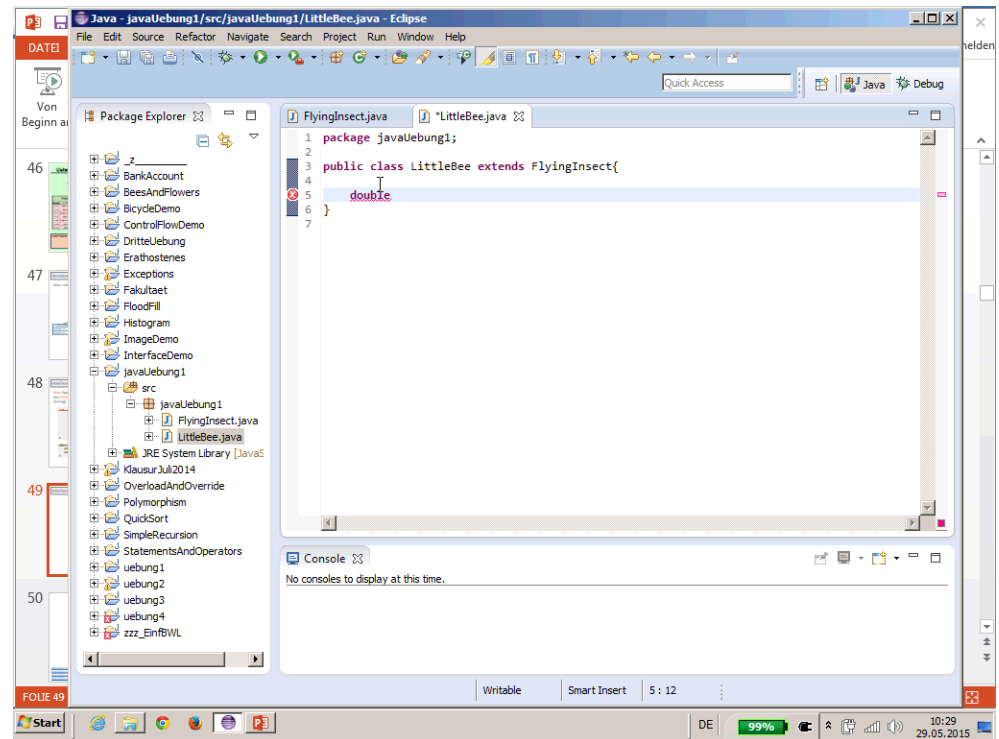 Java - javaUebung1/src/javaUebung1/LittleBee.java - Eclipse
File Edit Source Refactor Navigate Search Project Run Window Help
DATEI
nelden
Von
Beginn an
Quick Access
Java
Debug
Package Explorer
FlyingInsect.java
*LittleBee.java
1 package javaUebung1;
2
3 public class LittleBee extends FlyingInsect{
4
5 double
6 }
7
_z________
BankAccount
BeesAndFlowers
BicycleDemo
ControlFlowDemo
DritteUebung
Erathostenes
Exceptions
Fakultaet
FloodFill
Histogram
ImageDemo
InterfaceDemo
javaUebung1
src
javaUebung1
FlyingInsect.java
LittleBee.java
JRE System Library [JavaS
KlausurJuli2014
OverloadAndOverride
Polymorphism
QuickSort
SimpleRecursion
StatementsAndOperators
uebung1
uebung2
uebung3
uebung4
zzz_EinfBWL
46
47
48
49
50
Console
No consoles to display at this time.
Writable
Smart Insert
5 : 12
FOLIE 49
Start
DE
99%
10:29
29.05.2015